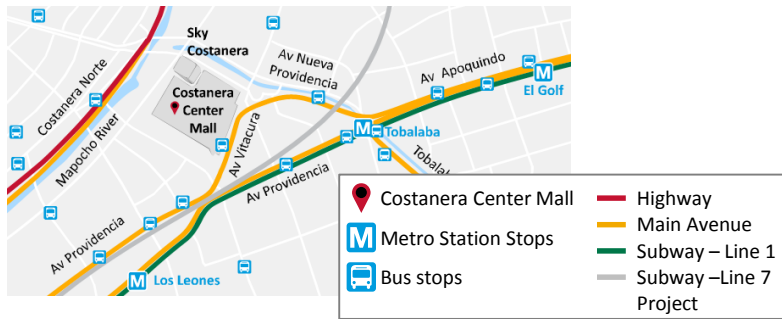 Sky
Costanera
Av Nueva
Providencia
Av Apoquindo
M
El Golf
Costanera Norte
Costanera
Center
Mall
Mapocho River
Av Vitacura
M
Tobalaba
Av Providencia
Av Providencia
M
Los Leones
Costanera Center Mall
M
Metro Station Stops
Bus stops
Highway
Main Avenue
Subway – Line 1
Subway –Line 7
Project